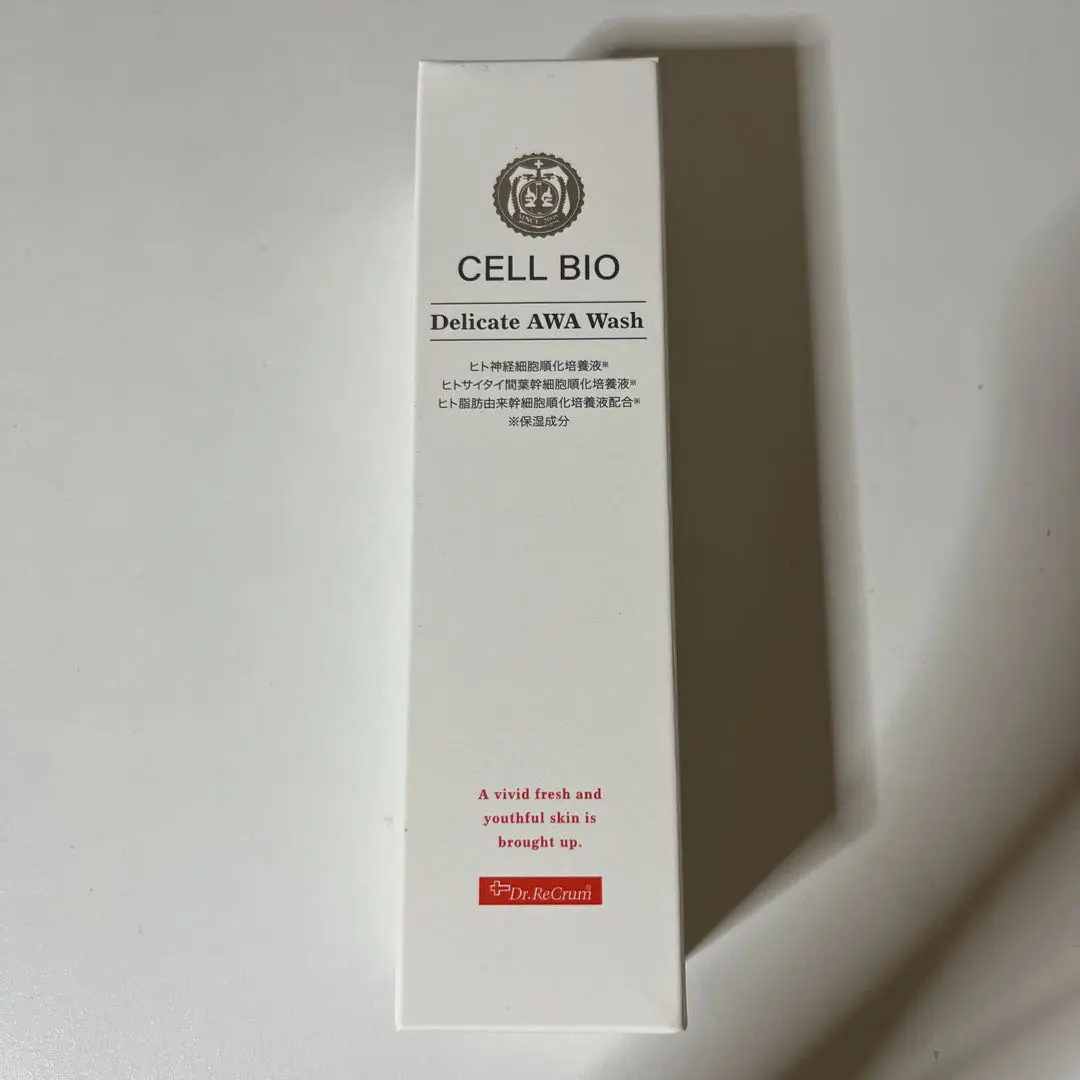 SINCE
CELL BIO
Delicate AWA Wash
ヒト神経細胞順化培養液※
ヒトサイタイ間葉幹細胞順化培養液※
ヒト脂肪由来幹細胞順化培養液配合※
※保湿成分
A vivid fresh and
youthful skin is
brought up.
Dr.ReCrum®